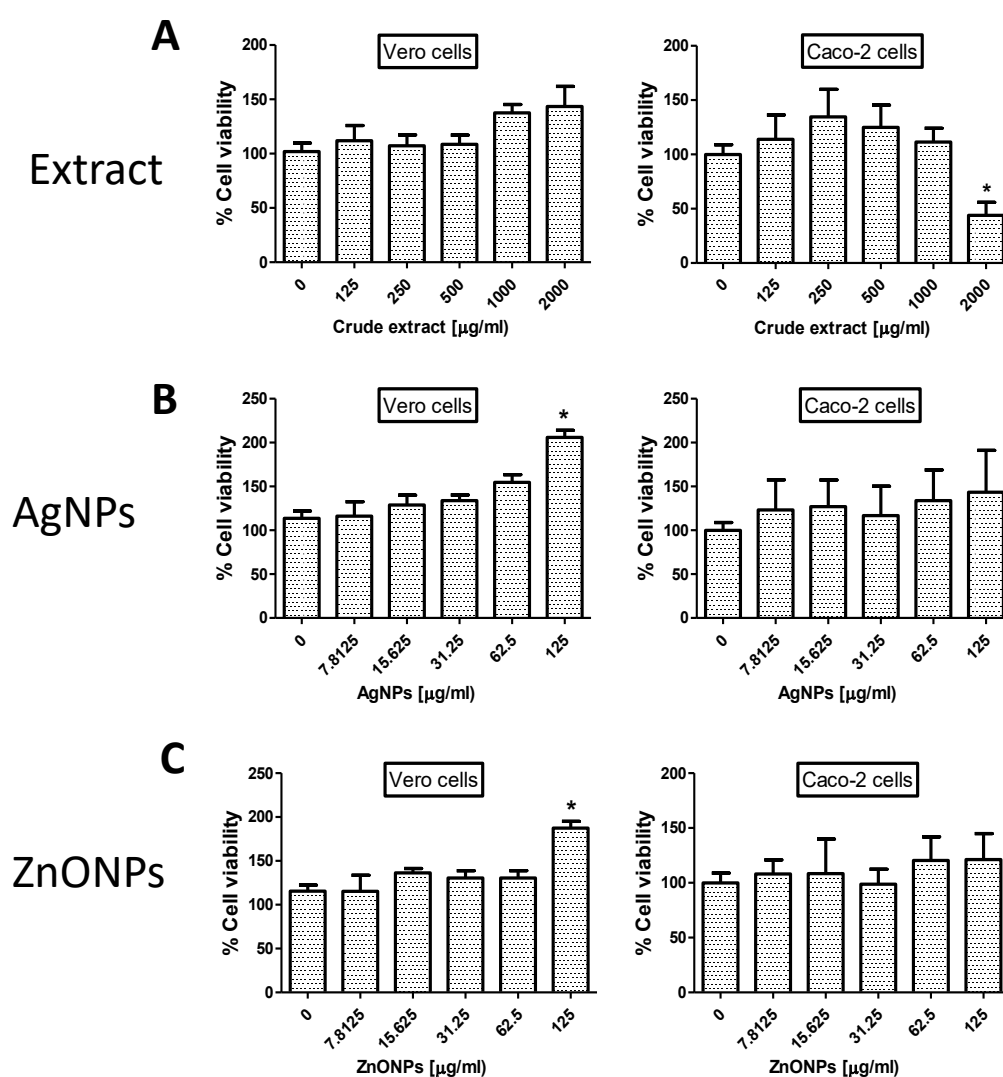 A
Extract
Vero cells
% Cell viability
200
150
100
50
0
0 125 250 500 1000 2000
Crude extract [μg/ml)
Caco-2 cells
% Cell viability
200
150
100
50
0
0 125 250 500 1000 2000
*
Crude extract [μg/ml)
B
AgNPs
Vero cells
% Cell viability
250
200
150
100
50
0
*
0 7.8125 15.625 31.25 62.5 125
AgNPs [μg/ml)
Caco-2 cells
% Cell viability
250
200
150
100
50
0
0 7.8125 15.625 31.25 62.5 125
AgNPs [μg/ml)
C
ZnONPs
Vero cells
% Cell viability
250
200
150
100
50
0
*
0 7.8125 15.625 31.25 62.5 125
ZnONPs [μg/ml)
Caco-2 cells
% Cell viability
200
150
100
50
0
0 7.8125 15.625 31.25 62.5 125
ZnONPs [μg/ml)